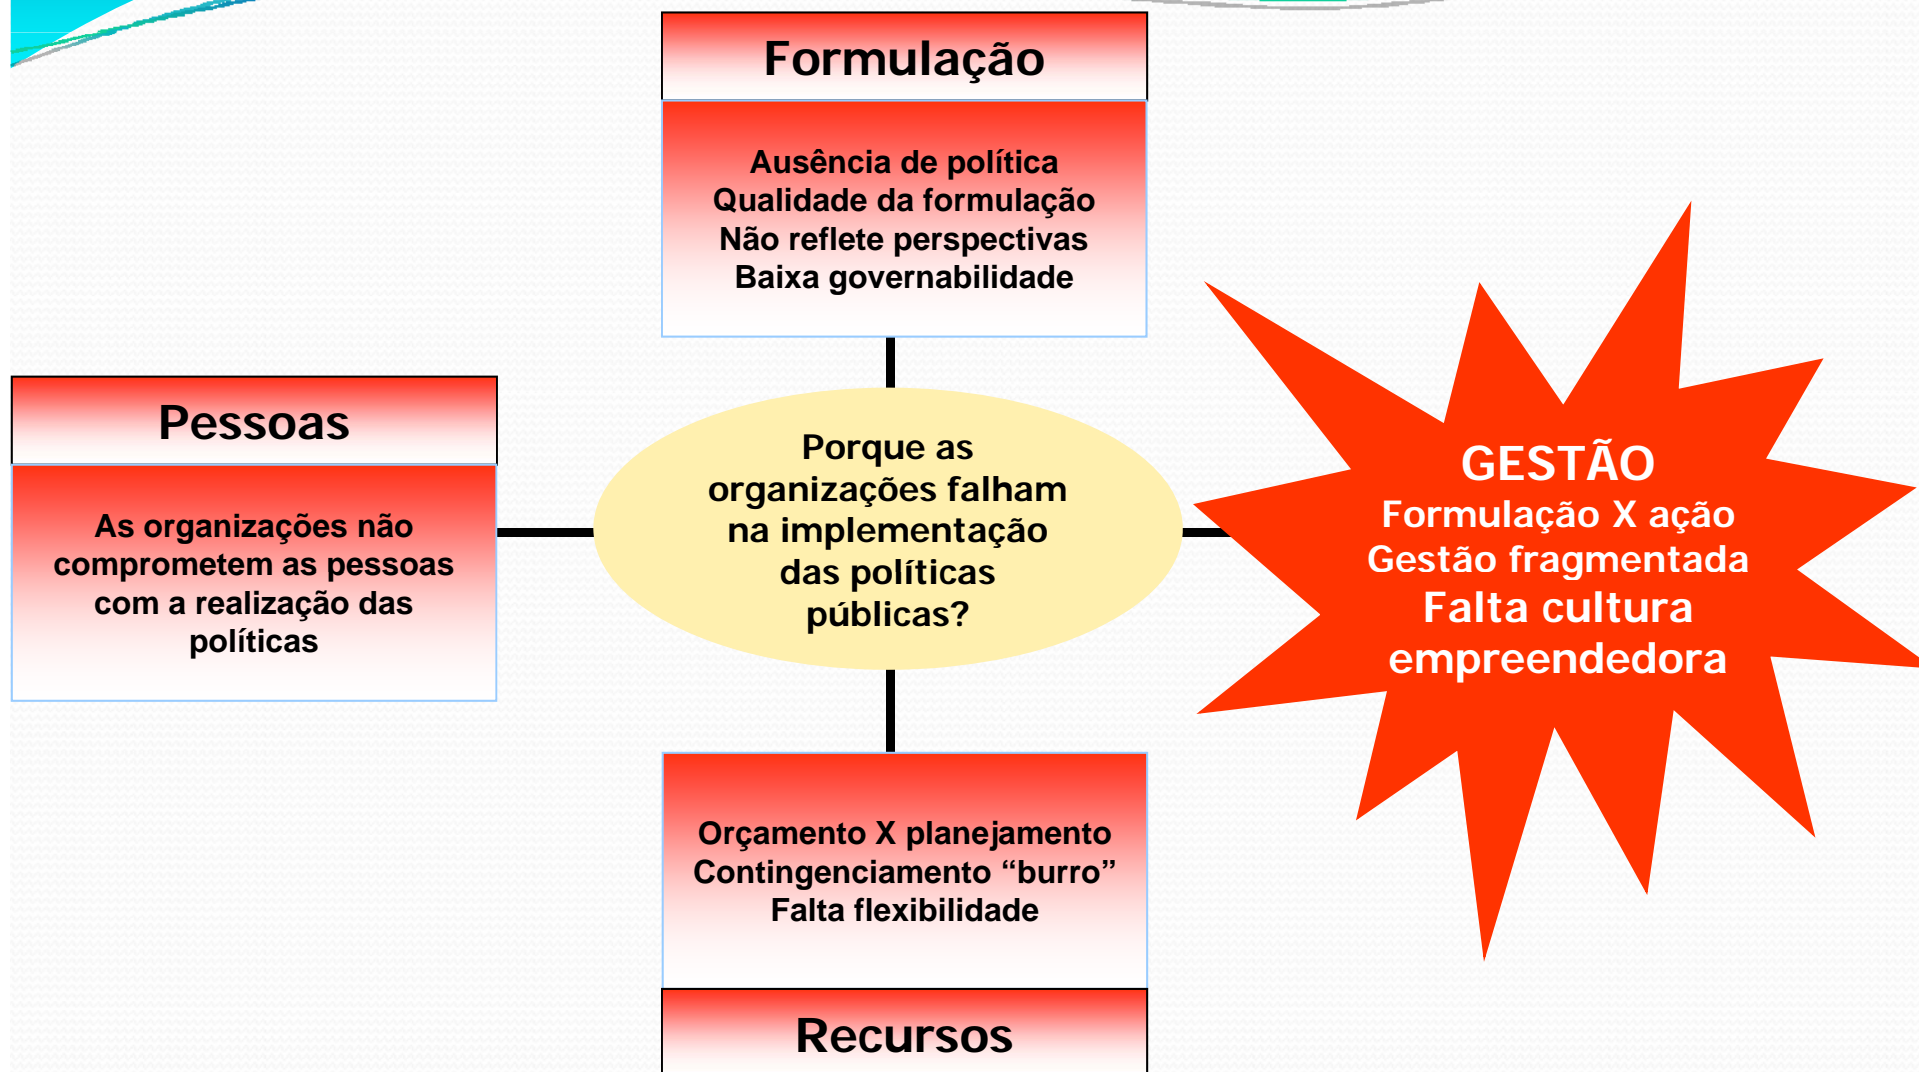 Formulação
Ausência de política
Qualidade da formulação
Não reflete perspectivas
Baixa governabilidade
Pessoas
As organizações não
comprometem as pessoas
com a realização das
políticas
Porque as
organizações falham
na implementação
das políticas
públicas?
GESTÃO
Formulação X ação
Gestão fragmentada
Falta cultura
empreendedora
Orçamento X planejamento
Contingenciamento “burro”
Falta flexibilidade
Recursos